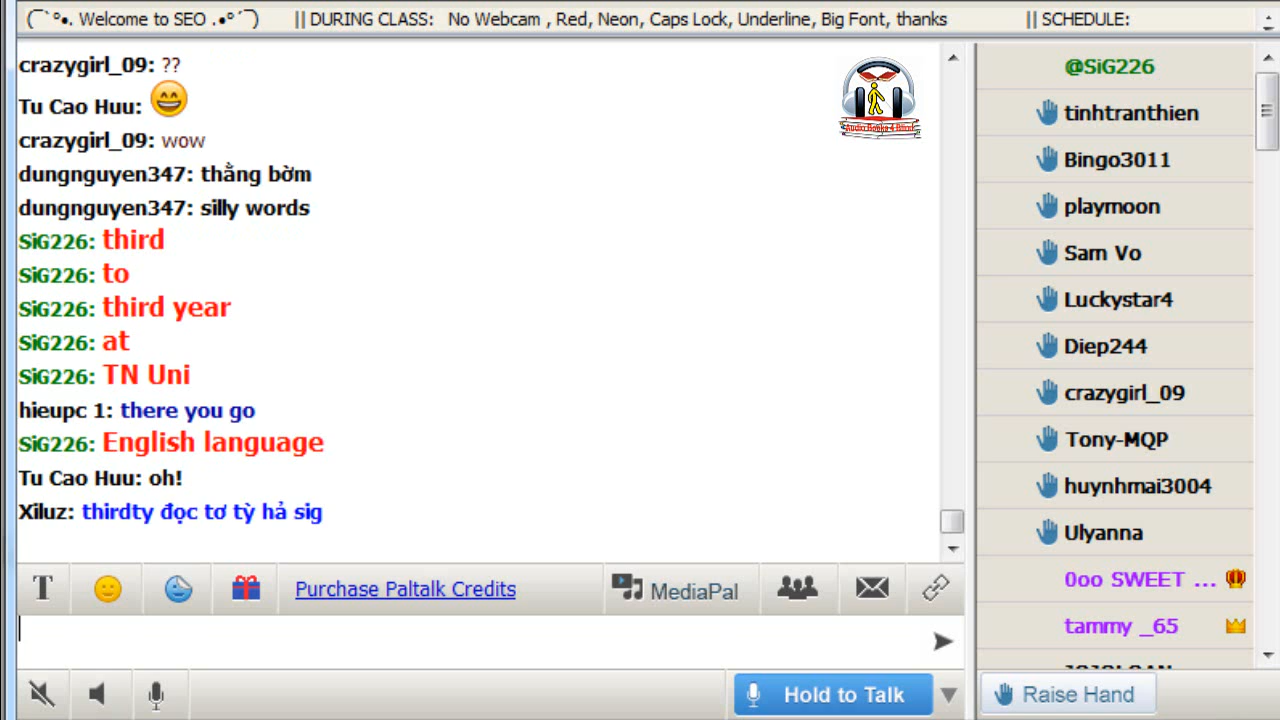 (¯`°•. Welcome to SEO .•°´¯) || DURING CLASS: No Webcam , Red, Neon, Caps Lock, Underline, Big Font, thanks || SCHEDULE:
crazygirl_09: ??
Tu Cao Huu:
crazygirl_09: wow
dungnguyen347: thằng bờm
dungnguyen347: silly words
SiG226: third
SiG226: to
SiG226: third year
SiG226: at
SiG226: TN Uni
hieupc 1: there you go
SiG226: English language
Tu Cao Huu: oh!
Xiluz: thirdty đọc tơ tỳ hả sig
T
Purchase Paltalk Credits
MediaPal
Hold to Talk
@SiG226
tinhtranthien
Bingo3011
playmoon
Sam Vo
Luckystar4
Diep244
crazygirl_09
Tony-MQP
huynhmai3004
Ulyanna
0oo SWEET ...
tammy _65
Raise Hand